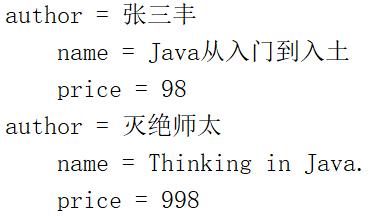 author = 张三丰
    name = Java从入门到入土
    price = 98
author = 灭绝师太
    name = Thinking in Java.
    price = 998